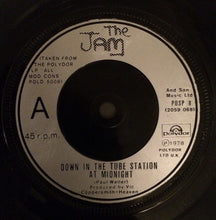 The
JAM
TAKEN FROM
THE POLYDOR
LP 'ALL
MOD CONS'
POLD 5008)
And Son
Music Ltd
A
POSP 8
(2059 068)
45 r.p.m.
polydor
℗1978
POLYDOR
LTD U.K.
DOWN IN THE TUBE STATION
AT MIDNIGHT
(Paul Weller)
Produced by Vic
Coppersmith-Heaven